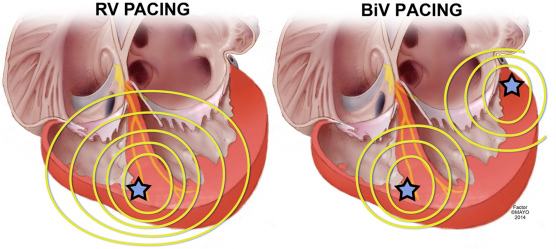 RV PACING
BiV PACING
Factor
©MAYO
2014